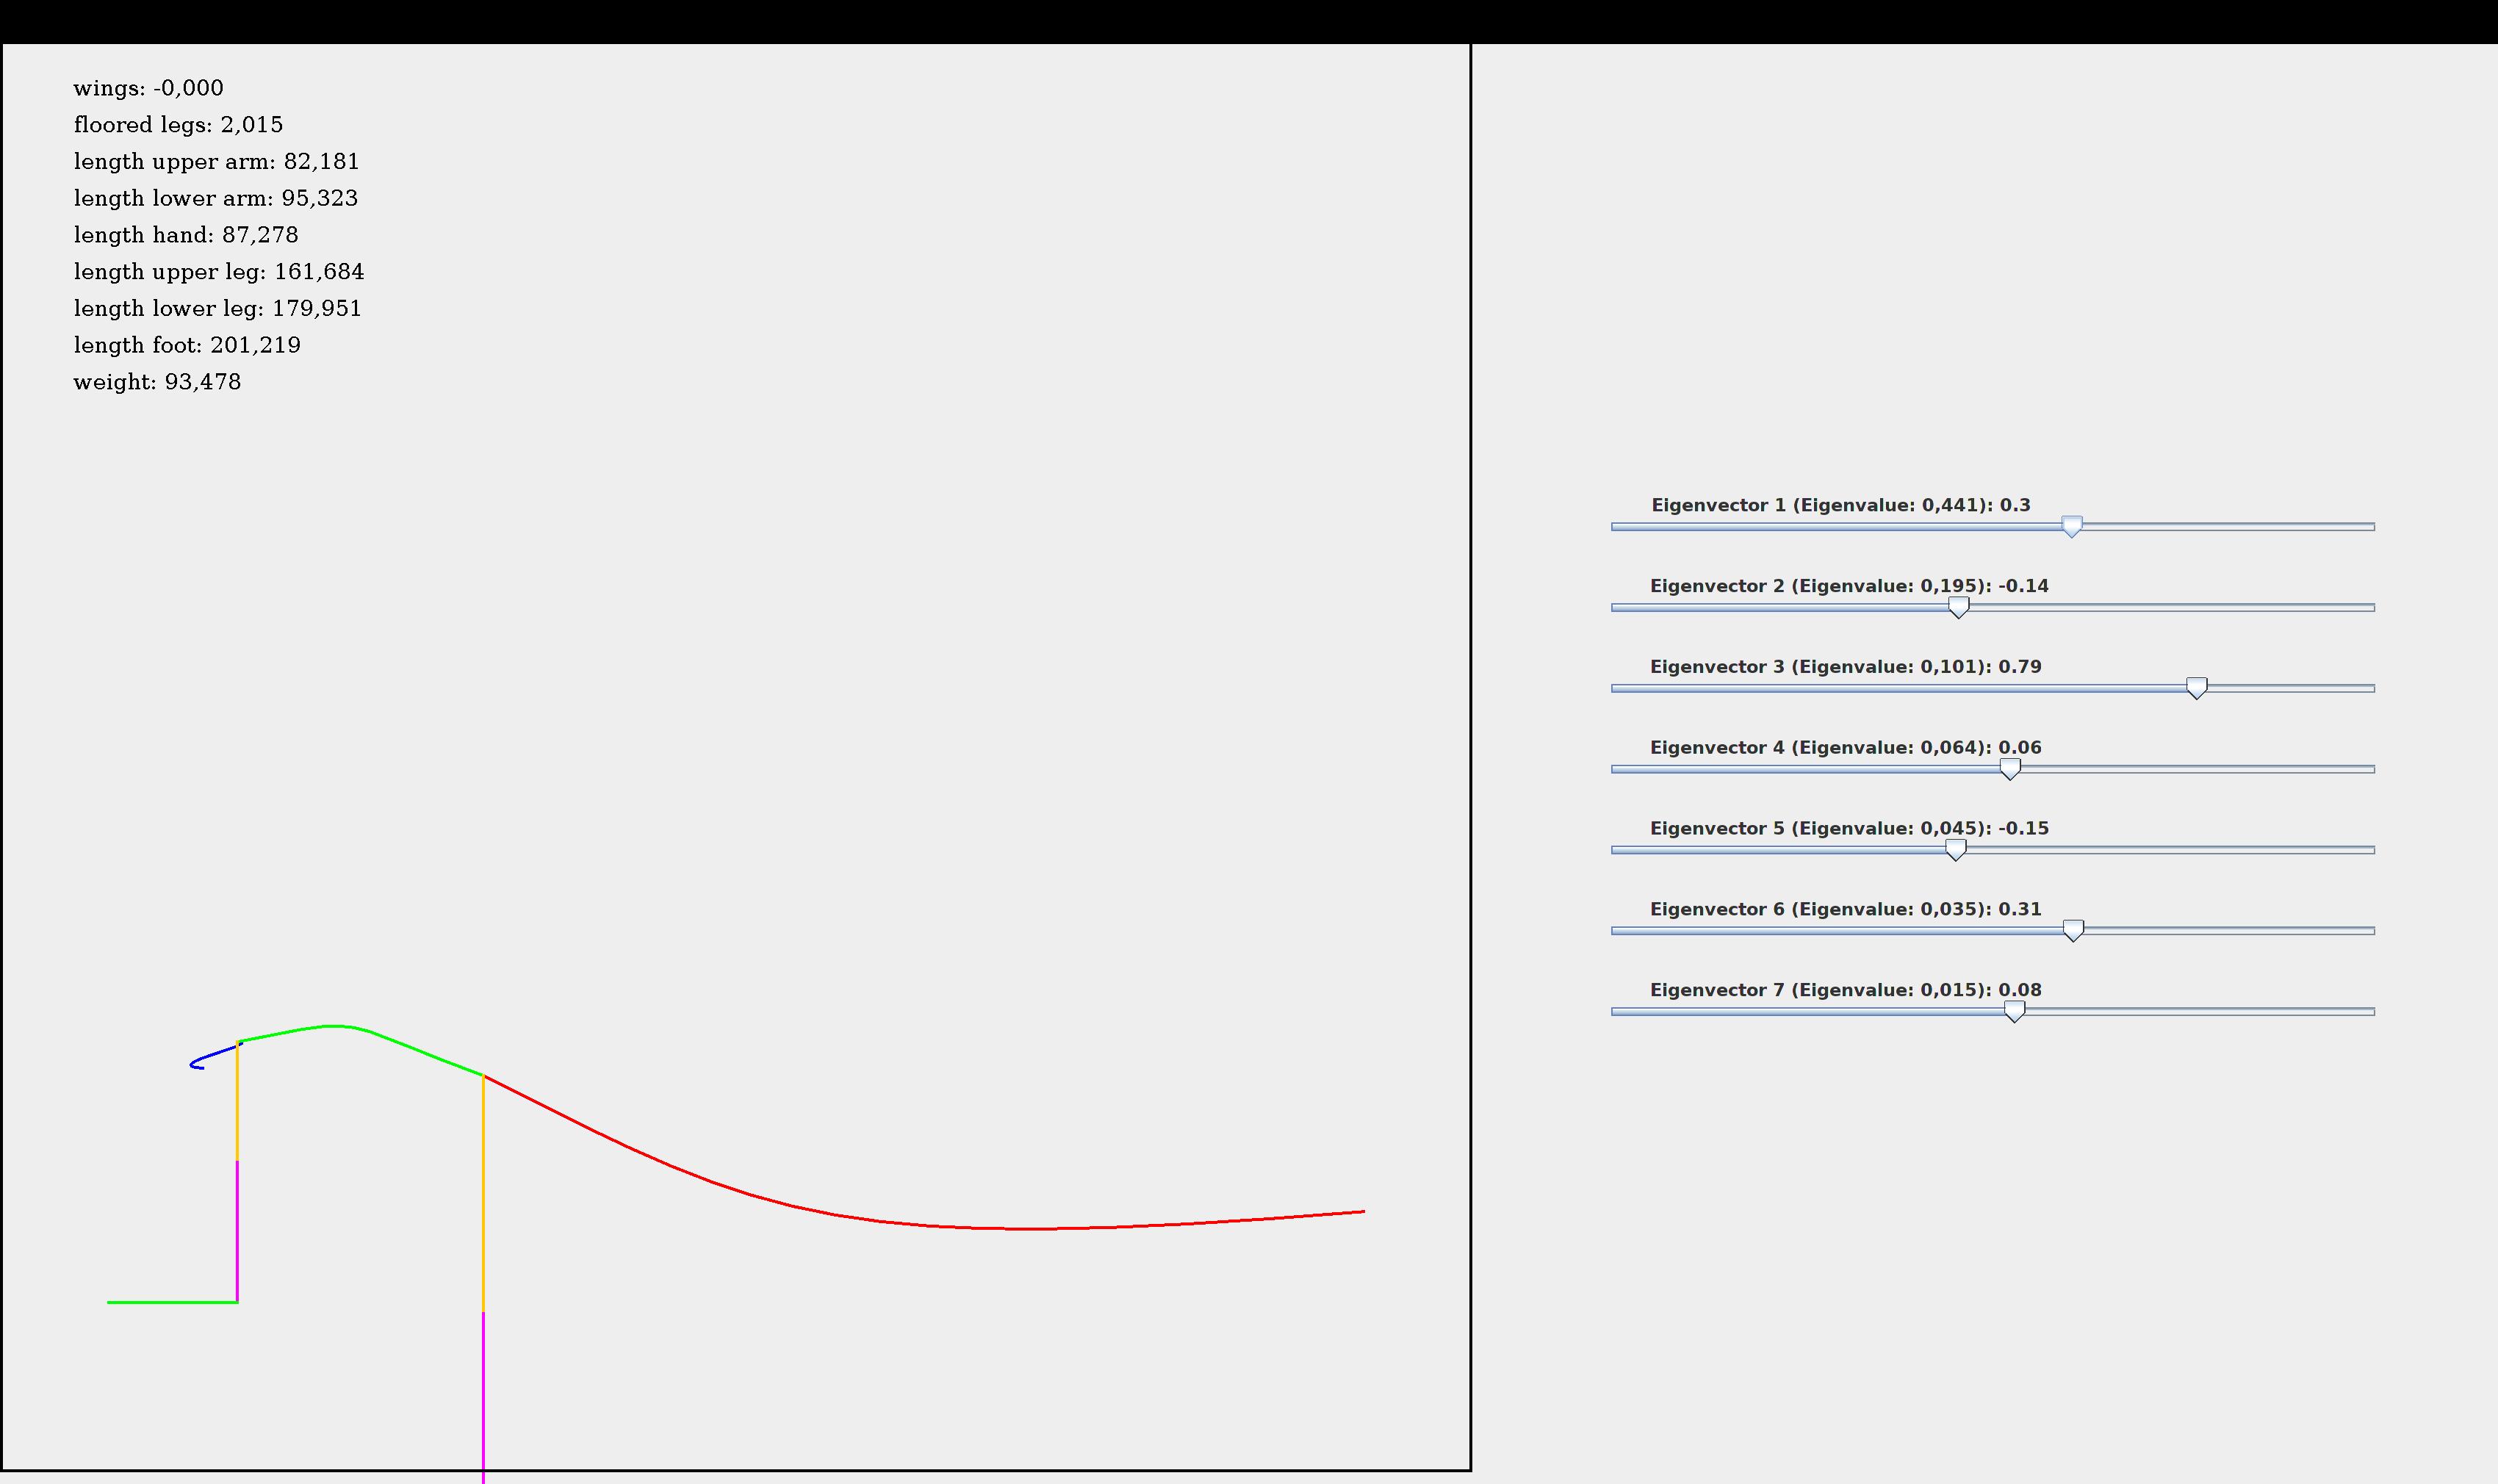 wings: -0,000
floored legs: 2,015
length upper arm: 82,181
length lower arm: 95,323
length hand: 87,278
length upper leg: 161,684
length lower leg: 179,951
length foot: 201,219
weight: 93,478
Eigenvector 1 (Eigenvalue: 0,441): 0.3
Eigenvector 2 (Eigenvalue: 0,195): -0.14
Eigenvector 3 (Eigenvalue: 0,101): 0.79
Eigenvector 4 (Eigenvalue: 0,064): 0.06
Eigenvector 5 (Eigenvalue: 0,045): -0.15
Eigenvector 6 (Eigenvalue: 0,035): 0.31
Eigenvector 7 (Eigenvalue: 0,015): 0.08